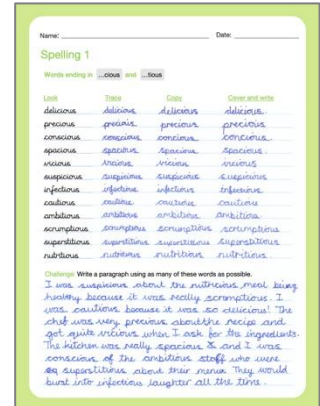 Name: Date:
Spelling 1
Words ending in ...cious and ...tious
Look Trace Copy Cover and write
delicious delicious delicious delicious.
precious precious precious precious
conscious conscious conscious concious.
spacious spacious spacious spacious.
vicious vicious vicious vicious
suspicious suspicious suspicious suspicious
infectious infectious infectious infectious.
cautious cautious cautious cautious
ambitious ambitious ambitious ambitious.
scrumptious scrumptious scrumptious scrumptious
superstitious superstitious superstitious superstitious
nutritious nutritious nutrition nutritious.
Challenge: Write a paragraph using as many of these words as possible.
I was suspicious about the nutricious meal being
healthy because it was really scromptious. I
was cautious because it was so delicious! The
chef was very precious about the recipe and
got quite vicious when I ask for the ingredients.
The kitchen was really spacious & and I was
conscious of the ambitious staff who were
superstitious about their menu. They would
bust into infectious laughter all the time.